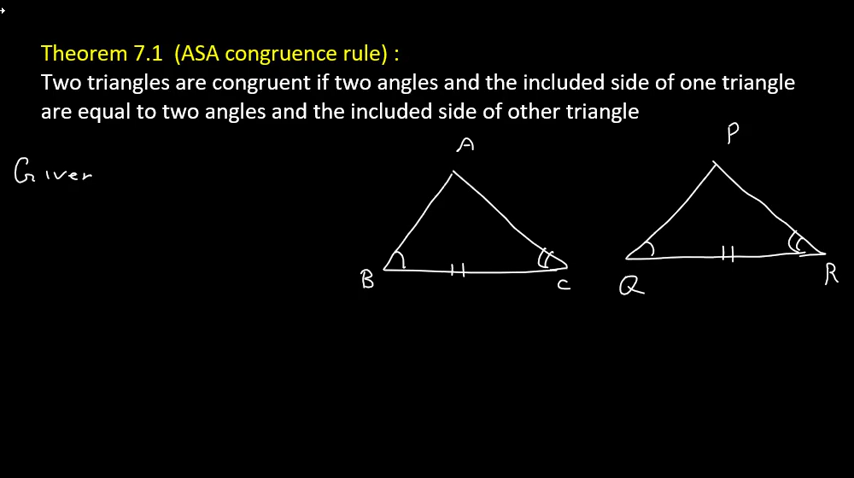 Theorem 7.1 (ASA congruence rule) :
Two triangles are congruent if two angles and the included side of one triangle
are equal to two angles and the included side of other triangle
Giver
A
P
B
C
Q
R